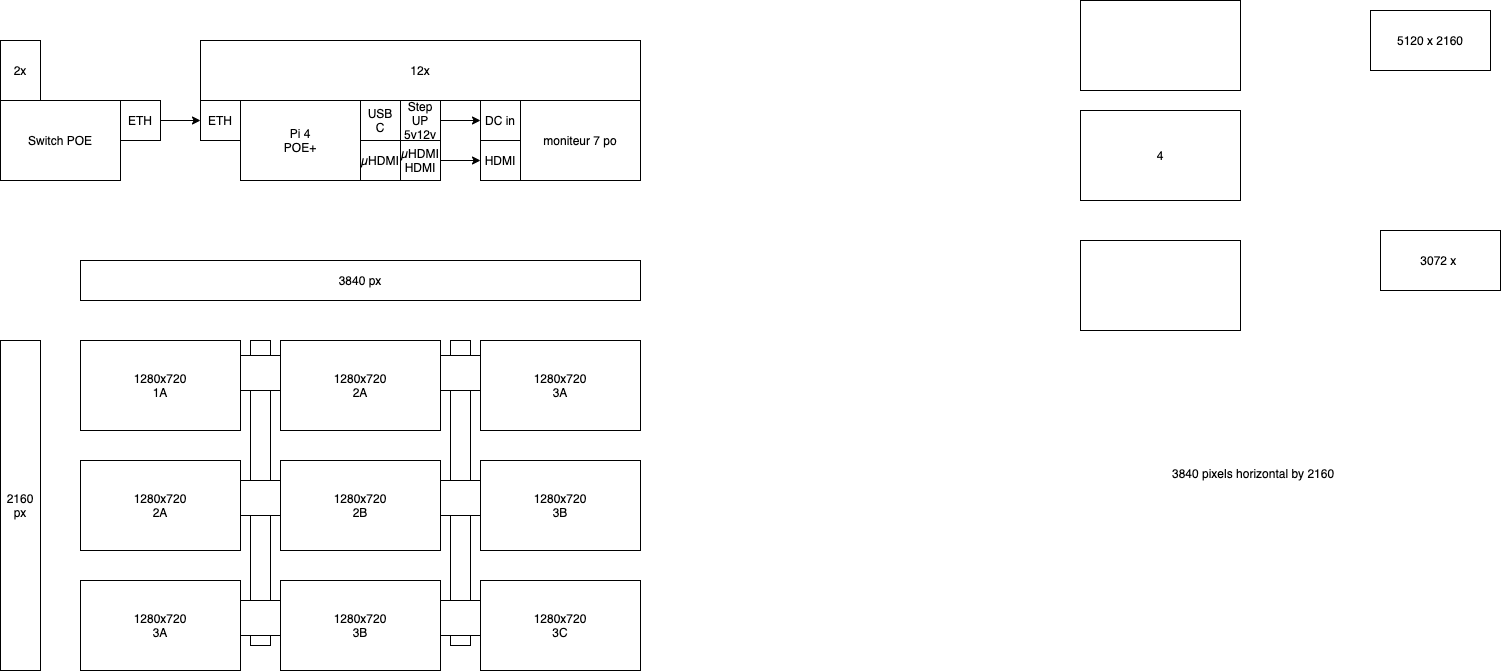 2x
12x
5120 x 2160
Switch POE
ETH
ETH
Pi 4
POE+
USB
C
Step
UP
5v12v
DC in
moniteur 7 po
µHDMI
µHDMI
HDMI
HDMI
4
3072 x
3840 px
2160
px
1280x720
1A
1280x720
2A
1280x720
3A
1280x720
2A
1280x720
2B
1280x720
3B
1280x720
3A
1280x720
3B
1280x720
3C
3840 pixels horizontal by 2160